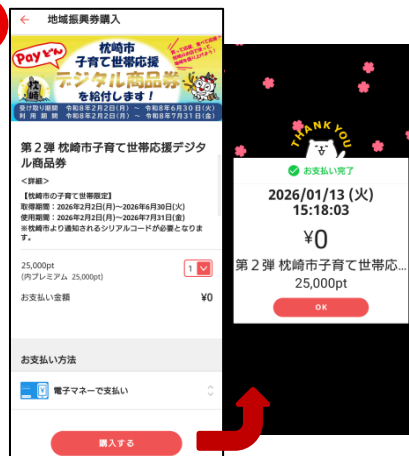 ← 地域振興券購入
Payどん
枕崎市
子育て世帯応援
デジタル商品券
を給付します！
枕崎
受け取り期間 令和8年2月2日(月) ～ 令和8年6月30日(火)
利用期間 令和8年2月2日(月) ～ 令和8年7月31日(金)
第２弾 枕崎市子育て世帯応援デジタ
ル商品券
<詳細>
【枕崎市の子育て世帯限定】
取得期間：2026年2月2日(月)~2026年6月30日(火)
使用期間：2026年2月2日(月)~2026年7月31日(金)
※枕崎市より通知されるシリアルコードが必要となりま
す。
25,000pt
(内プレミアム 25,000pt)
1
お支払い金額 ¥0
お支払い方法
電子マネーで支払い
購入する
THANK YOU
お支払い完了
2026/01/13 (火)
15:18:03
¥0
第２弾 枕崎市子育て世帯応...
25,000pt
OK